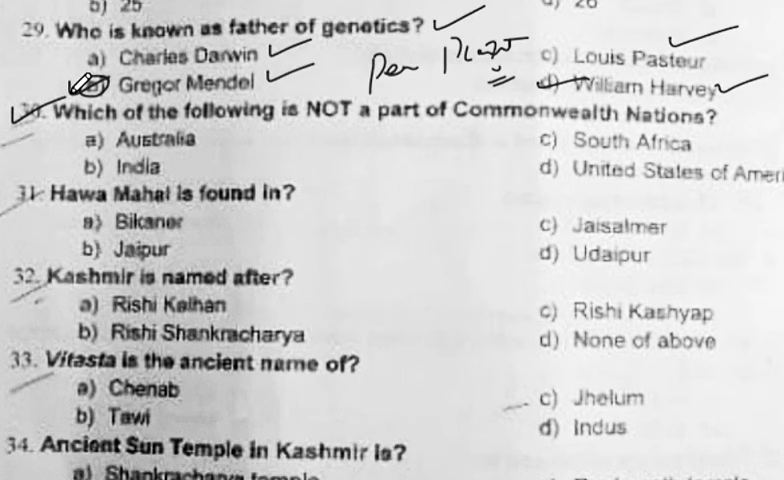 b) 25
d) 26
29. Who is known as father of genetics?
a) Charles Darwin
c) Louis Pasteur
b) Gregor Mendel
d) William Harvey
30. Which of the following is NOT a part of Commonwealth Nations?
a) Australia
c) South Africa
b) India
d) United States of Ameri
31. Hawa Mahal is found in?
a) Bikaner
c) Jaisalmer
b) Jaipur
d) Udaipur
32. Kashmir is named after?
a) Rishi Kalhan
c) Rishi Kashyap
b) Rishi Shankracharya
d) None of above
33. Vitasta is the ancient name of?
a) Chenab
c) Jhelum
b) Tawi
d) Indus
34. Ancient Sun Temple in Kashmir is?
a) Shankracharya temple